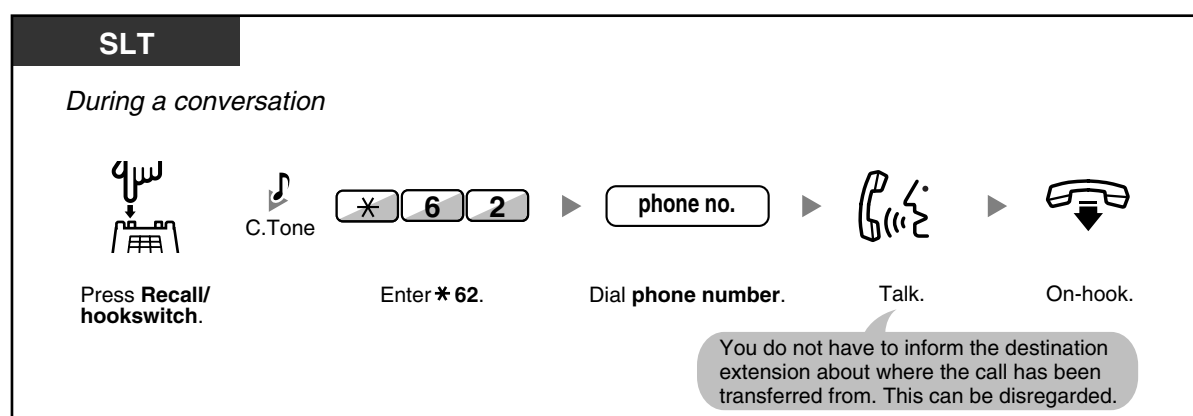 SLT
During a conversation
C.Tone
* 6 2
phone no.
Press Recall/
hookswitch.
Enter * 62.
Dial phone number.
Talk.
On-hook.
You do not have to inform the destination
extension about where the call has been
transferred from. This can be disregarded.